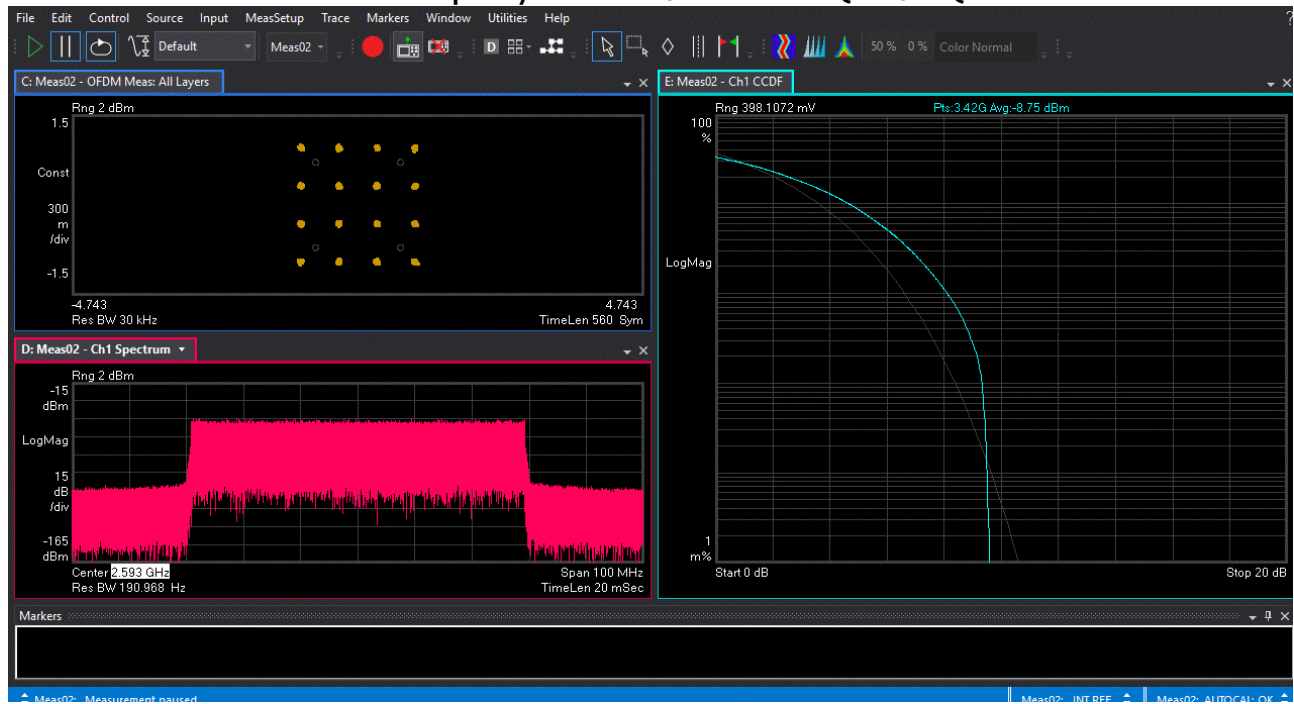 File Edit Control Source Input MeasSetup Trace Markers Window Utilities Help ?
Default Meas02 D 50 % 0 % Color Normal
C: Meas02 - OFDM Meas: All Layers
Rng 2 dBm
1.5
Const
300
m
/div
-1.5
-4.743 4.743
Res BW 30 kHz TimeLen 560 Sym
D: Meas02 - Ch1 Spectrum
Rng 2 dBm
-15
dBm
LogMag
15
dB
/div
-165
dBm
Center 2.593 GHz Span 100 MHz
Res BW 190.968 Hz TimeLen 20 mSec
E: Meas02 - Ch1 CCDF
Rng 398.1072 mV Pts:3.42G Avg:-8.75 dBm
100
%
LogMag
1
m%
Start 0 dB Stop 20 dB
Markers
Meas02: Measurement paused Meas02: INT REF Meas02: AUTOCAL: OK